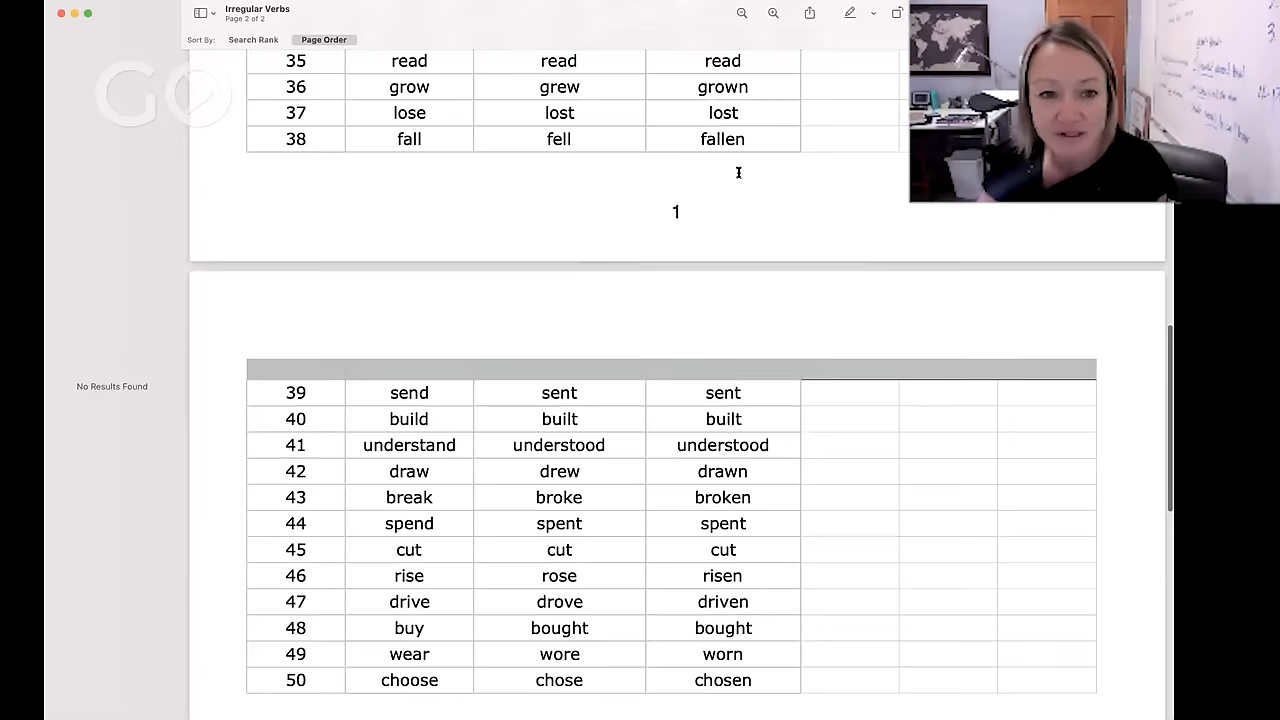 Irregular Verbs
Page 2 of 2
Sort By: Search Rank Page Order
GO
35 read read read
36 grow grew grown
37 lose lost lost
38 fall fell fallen
1
No Results Found
39 send sent sent
40 build built built
41 understand understood understood
42 draw drew drawn
43 break broke broken
44 spend spent spent
45 cut cut cut
46 rise rose risen
47 drive drove driven
48 buy bought bought
49 wear wore worn
50 choose chose chosen